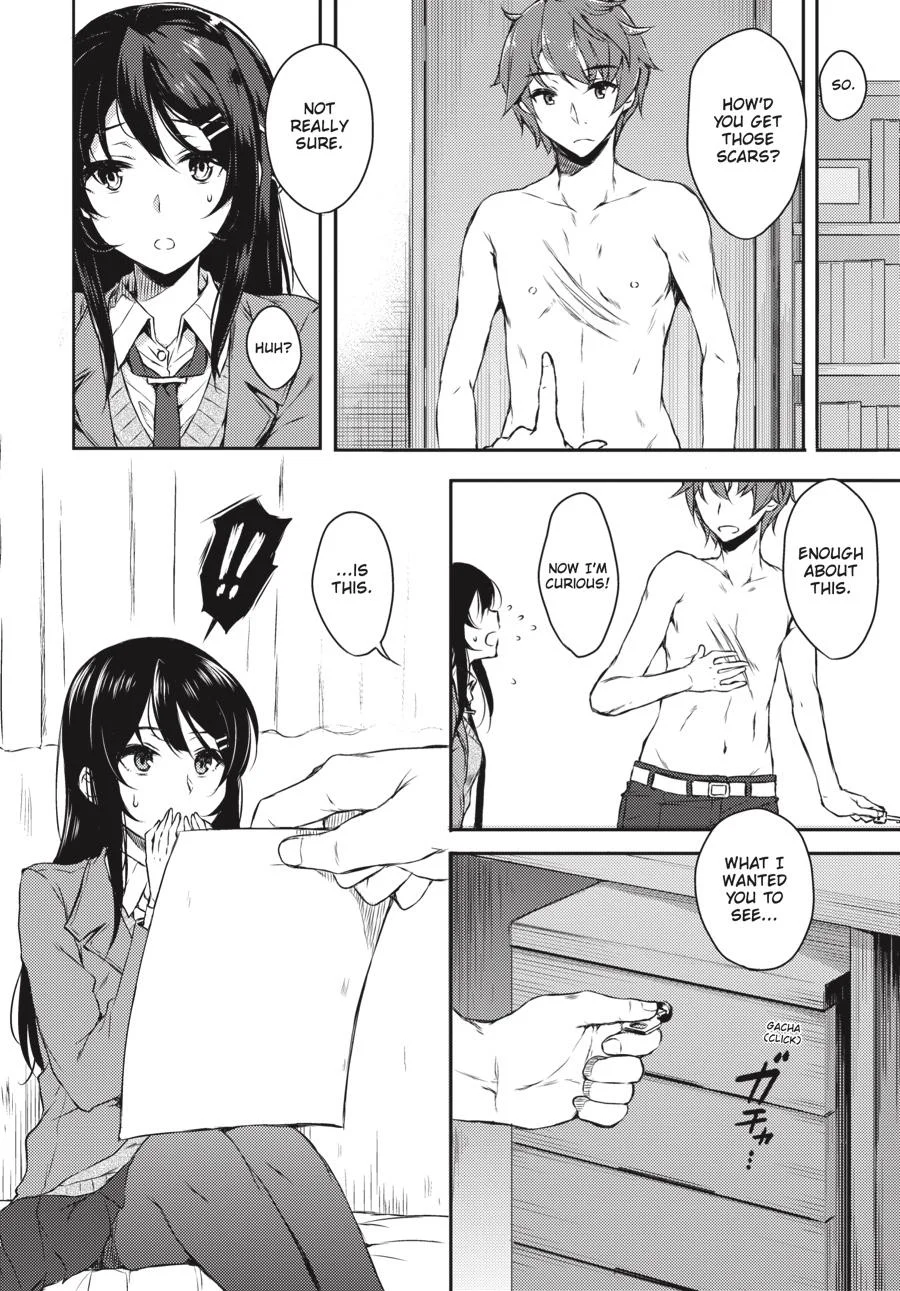 SO.
HOW'D
YOU GET
THOSE
SCARS?
NOT
REALLY
SURE.
HUH?
ENOUGH
ABOUT
THIS.
NOW I'M
CURIOUS!
WHAT I
WANTED
YOU TO
SEE...
GACHA
(CLICK)
ガチャ…
...IS
THIS.
!!